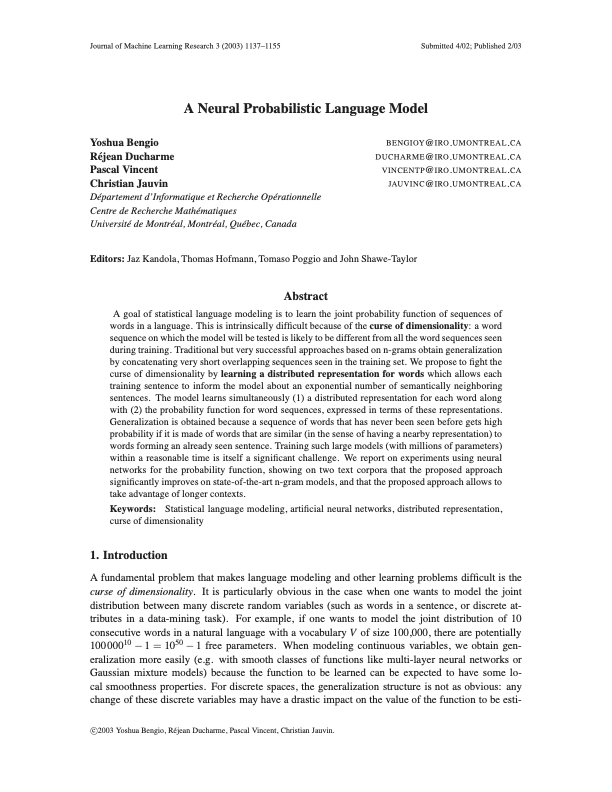 Journal of Machine Learning Research 3 (2003) 1137–1155 Submitted 4/02; Published 2/03
A Neural Probabilistic Language Model
Yoshua Bengio BENGIOY@IRO.UMONTREAL.CA
Réjean Ducharme DUCHARME@IRO.UMONTREAL.CA
Pascal Vincent VINCENTP@IRO.UMONTREAL.CA
Christian Jauvin JAUVINC@IRO.UMONTREAL.CA
Département d'Informatique et Recherche Opérationnelle
Centre de Recherche Mathématiques
Université de Montréal, Montréal, Québec, Canada
Editors: Jaz Kandola, Thomas Hofmann, Tomaso Poggio and John Shawe-Taylor
Abstract
A goal of statistical language modeling is to learn the joint probability function of sequences of
words in a language. This is intrinsically difficult because of the curse of dimensionality: a word
sequence on which the model will be tested is likely to be different from all the word sequences seen
during training. Traditional but very successful approaches based on n-grams obtain generalization
by concatenating very short overlapping sequences seen in the training set. We propose to fight the
curse of dimensionality by learning a distributed representation for words which allows each
training sentence to inform the model about an exponential number of semantically neighboring
sentences. The model learns simultaneously (1) a distributed representation for each word along
with (2) the probability function for word sequences, expressed in terms of these representations.
Generalization is obtained because a sequence of words that has never been seen before gets high
probability if it is made of words that are similar (in the sense of having a nearby representation) to
words forming an already seen sentence. Training such large models (with millions of parameters)
within a reasonable time is itself a significant challenge. We report on experiments using neural
networks for the probability function, showing on two text corpora that the proposed approach
significantly improves on state-of-the-art n-gram models, and that the proposed approach allows to
take advantage of longer contexts.
Keywords: Statistical language modeling, artificial neural networks, distributed representation,
curse of dimensionality
1. Introduction
A fundamental problem that makes language modeling and other learning problems difficult is the
curse of dimensionality. It is particularly obvious in the case when one wants to model the joint
distribution between many discrete random variables (such as words in a sentence, or discrete at-
tributes in a data-mining task). For example, if one wants to model the joint distribution of 10
consecutive words in a natural language with a vocabulary V of size 100,000, there are potentially
100 000¹⁰ − 1 = 10⁵⁰ − 1 free parameters. When modeling continuous variables, we obtain gen-
eralization more easily (e.g. with smooth classes of functions like multi-layer neural networks or
Gaussian mixture models) because the function to be learned can be expected to have some lo-
cal smoothness properties. For discrete spaces, the generalization structure is not as obvious: any
change of these discrete variables may have a drastic impact on the value of the function to be esti-
©2003 Yoshua Bengio, Réjean Ducharme, Pascal Vincent, Christian Jauvin.